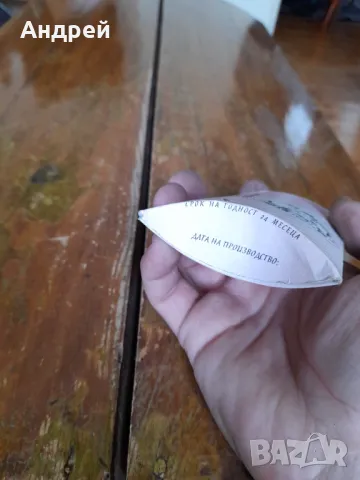 Андрей
СРОК НА ГОДНОСТ 24 МЕСЕЦА
ДАТА НА ПРОИЗВОДСТВО:
BAZAR